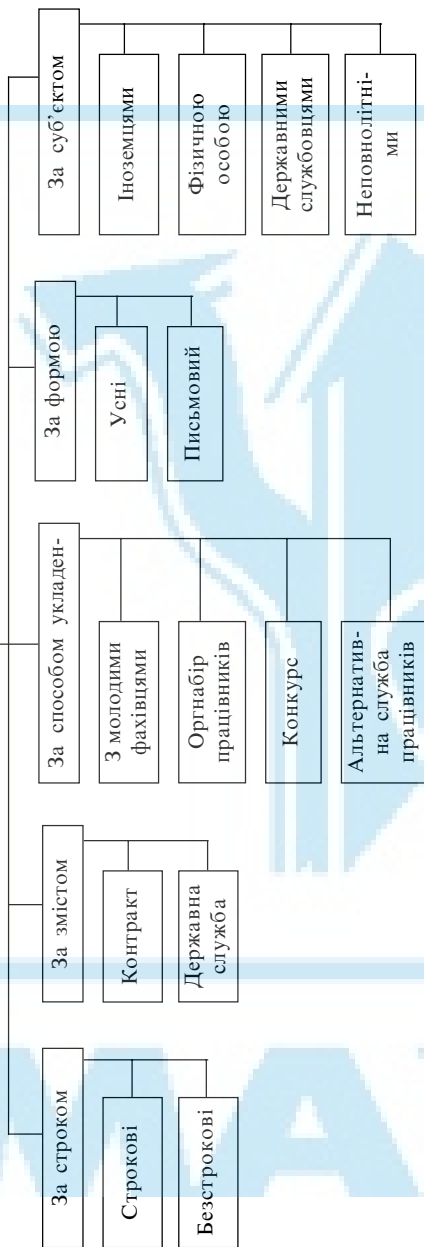 За строком
Строкові
Безстрокові
За змістом
Контракт
Державна
служба
За способом укладен-
З молодими
фахівцями
Оргнабір
працівників
Конкурс
Альтернатив-
на служба
працівників
За формою
Усні
Письмовий
За суб’єктом
Іноземцями
Фізичною
особою
Державними
службовцями
Неповнолітні-
ми